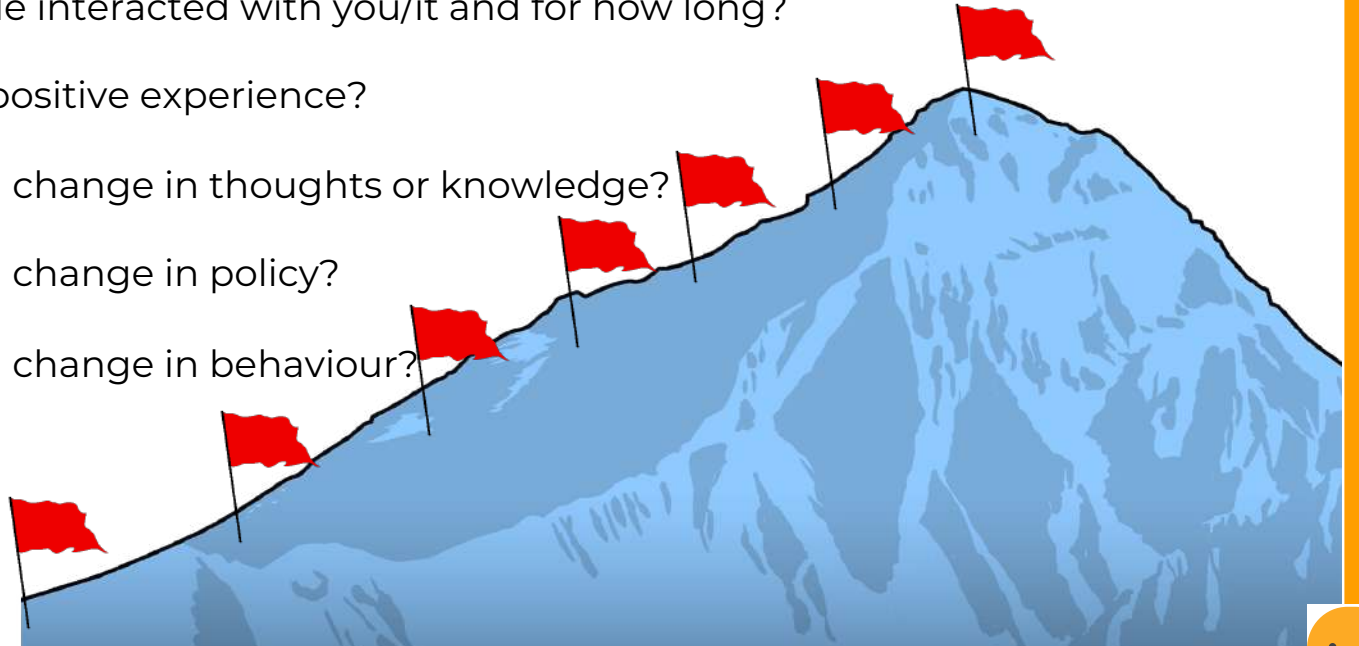 interacted with you/it and for how long?
positive experience?
change in thoughts or knowledge?
change in policy?
change in behaviour?